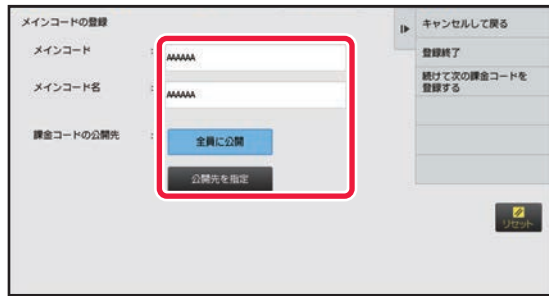 メインコードの登録
キャンセルして戻る
メインコード : AAAAAA
登録終了
メインコード名 : AAAAAA
続けて次の課金コードを
登録する
課金コードの公開先 : 全員に公開
公開先を指定
リセット